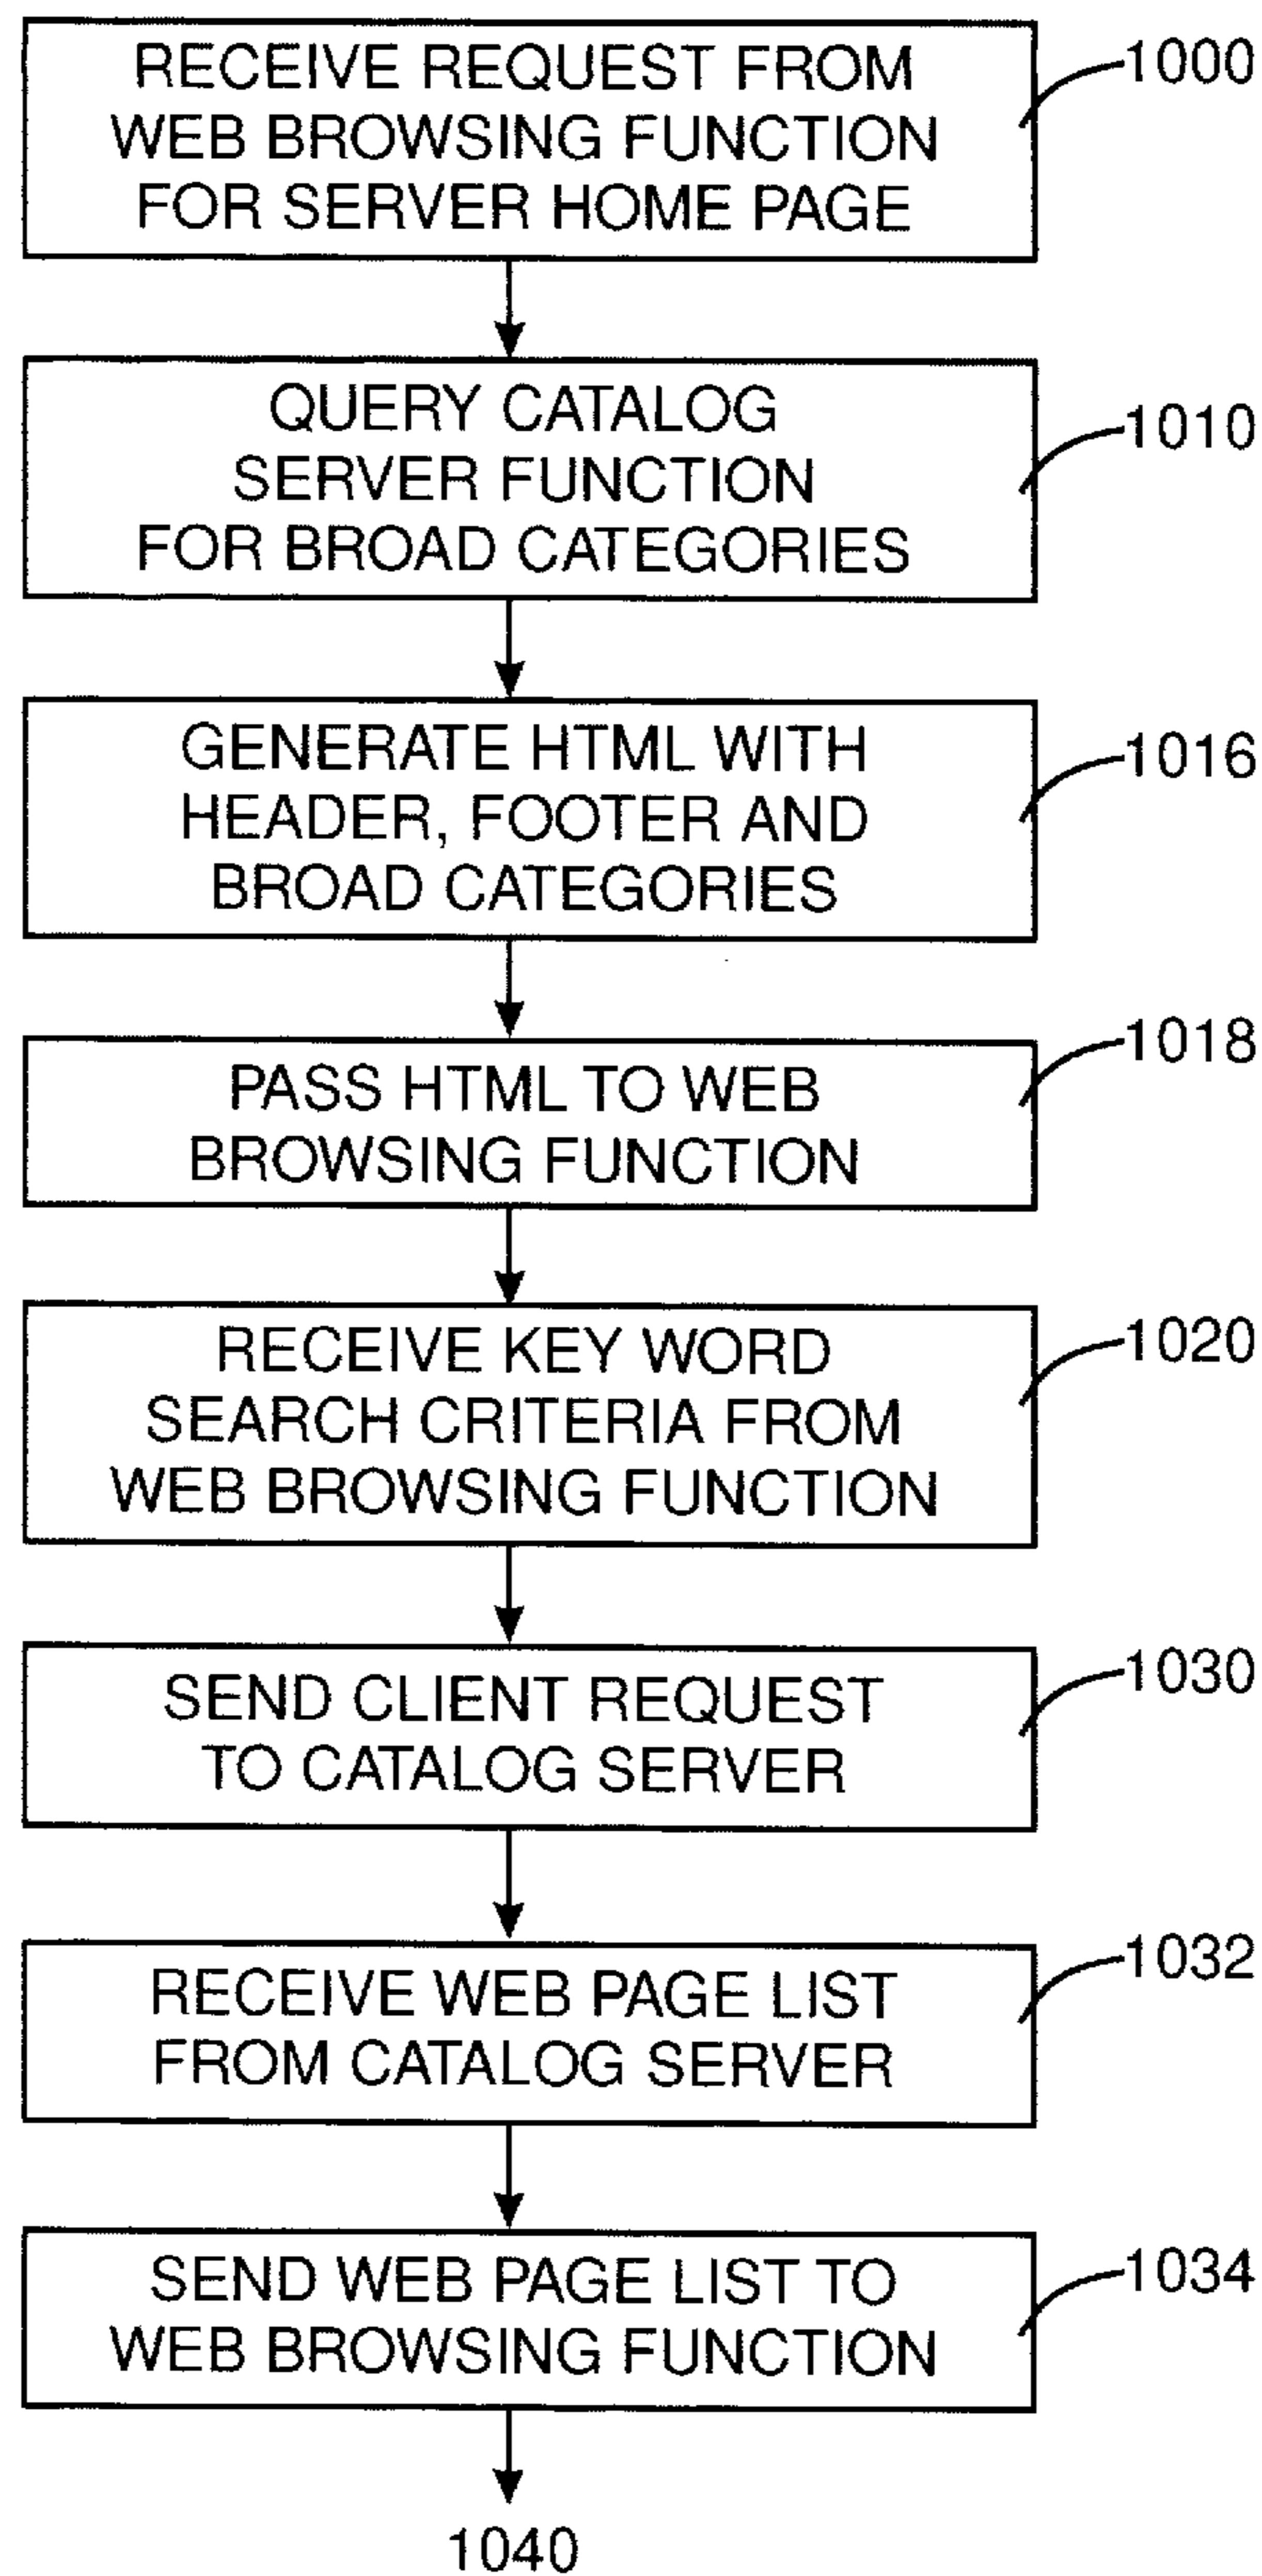 RECEIVE REQUEST FROM
WEB BROWSING FUNCTION
FOR SERVER HOME PAGE
1000
QUERY CATALOG
SERVER FUNCTION
FOR BROAD CATEGORIES
1010
GENERATE HTML WITH
HEADER, FOOTER AND
BROAD CATEGORIES
1016
PASS HTML TO WEB
BROWSING FUNCTION
1018
RECEIVE KEY WORD
SEARCH CRITERIA FROM
WEB BROWSING FUNCTION
1020
SEND CLIENT REQUEST
TO CATALOG SERVER
1030
RECEIVE WEB PAGE LIST
FROM CATALOG SERVER
1032
SEND WEB PAGE LIST TO
WEB BROWSING FUNCTION
1034
1040